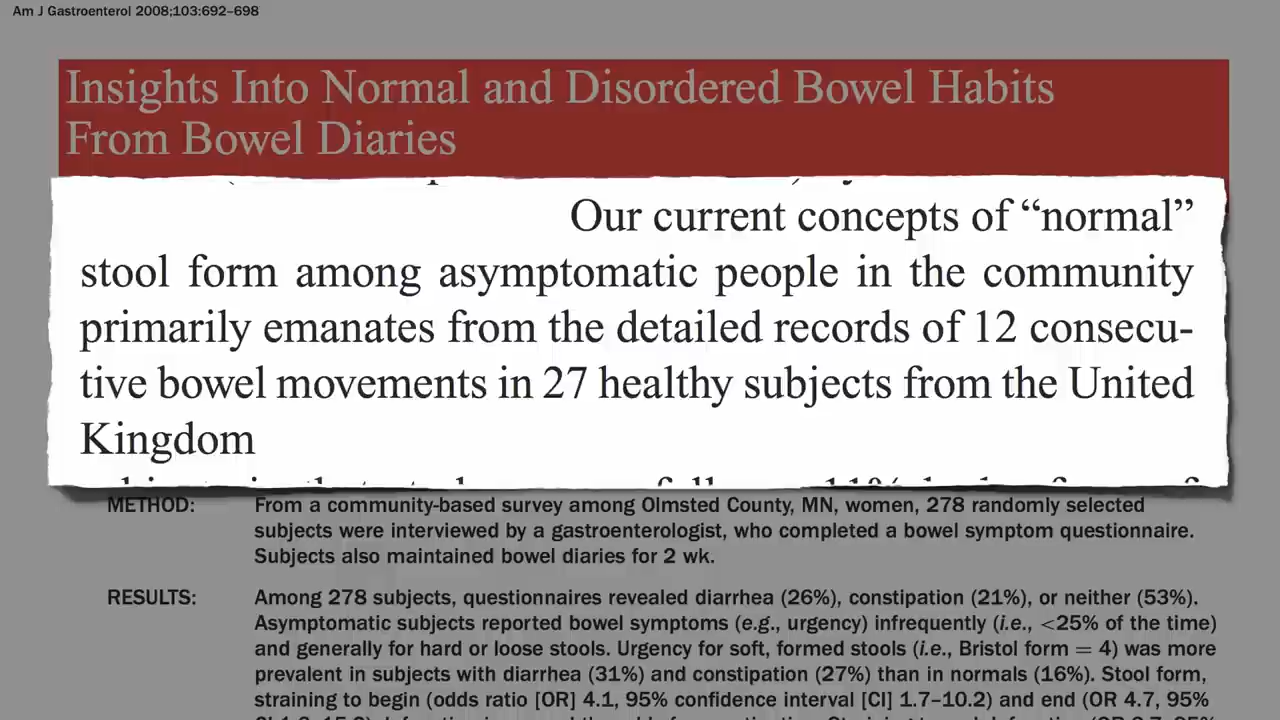 Am J Gastroenterol 2008;103:692–698
Insights Into Normal and Disordered Bowel Habits
From Bowel Diaries
Our current concepts of “normal”
stool form among asymptomatic people in the community
primarily emanates from the detailed records of 12 consecu-
tive bowel movements in 27 healthy subjects from the United
Kingdom
METHOD: From a community-based survey among Olmsted County, MN, women, 278 randomly selected
subjects were interviewed by a gastroenterologist, who completed a bowel symptom questionnaire.
Subjects also maintained bowel diaries for 2 wk.
RESULTS: Among 278 subjects, questionnaires revealed diarrhea (26%), constipation (21%), or neither (53%).
Asymptomatic subjects reported bowel symptoms (e.g., urgency) infrequently (i.e., <25% of the time)
and generally for hard or loose stools. Urgency for soft, formed stools (i.e., Bristol form = 4) was more
prevalent in subjects with diarrhea (31%) and constipation (27%) than in normals (16%). Stool form,
straining to begin (odds ratio [OR] 4.1, 95% confidence interval [CI] 1.7–10.2) and end (OR 4.7, 95%